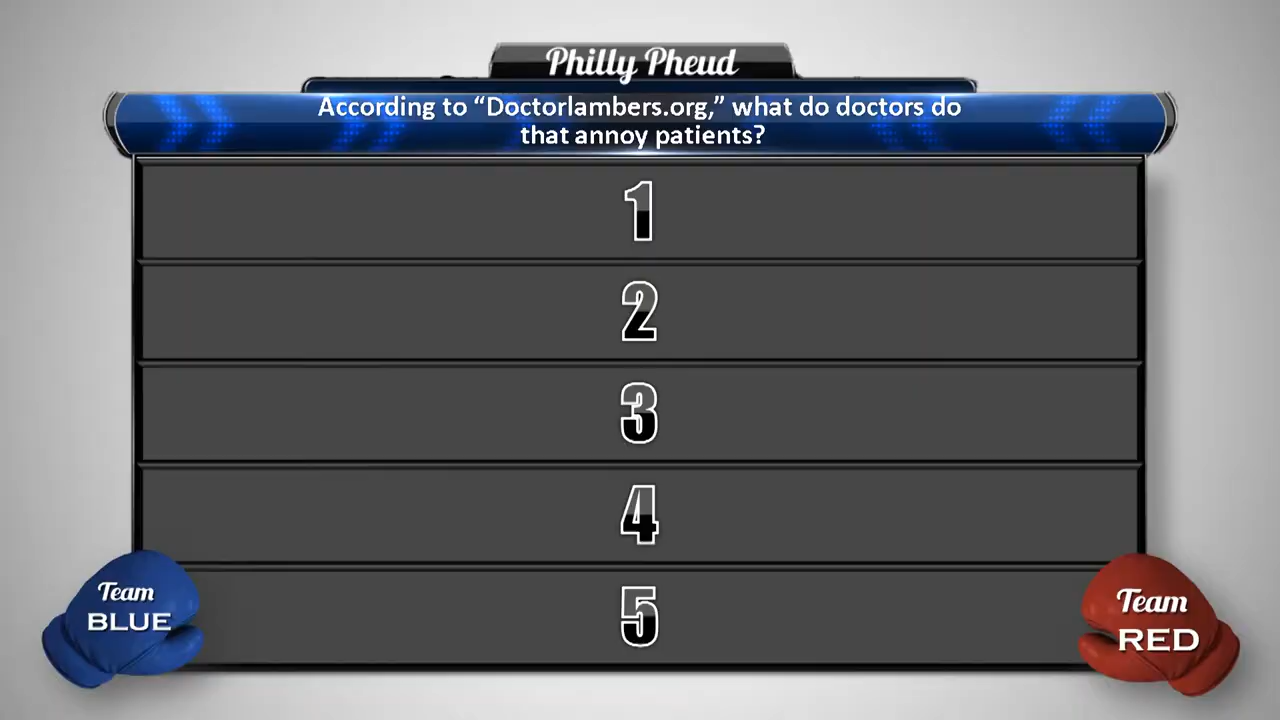 Philly Pheud
According to “Doctorlambers.org,” what do doctors do
that annoy patients?
1
2
3
4
5
Team
BLUE
Team
RED